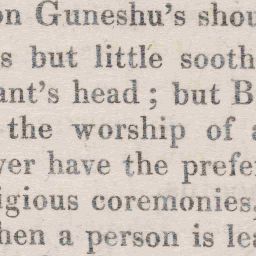 on Guneshu's shou
s but little sooth
ant's head; but B
the worship of a
ver have the prefe
igious coremonies,
hen a person is lea